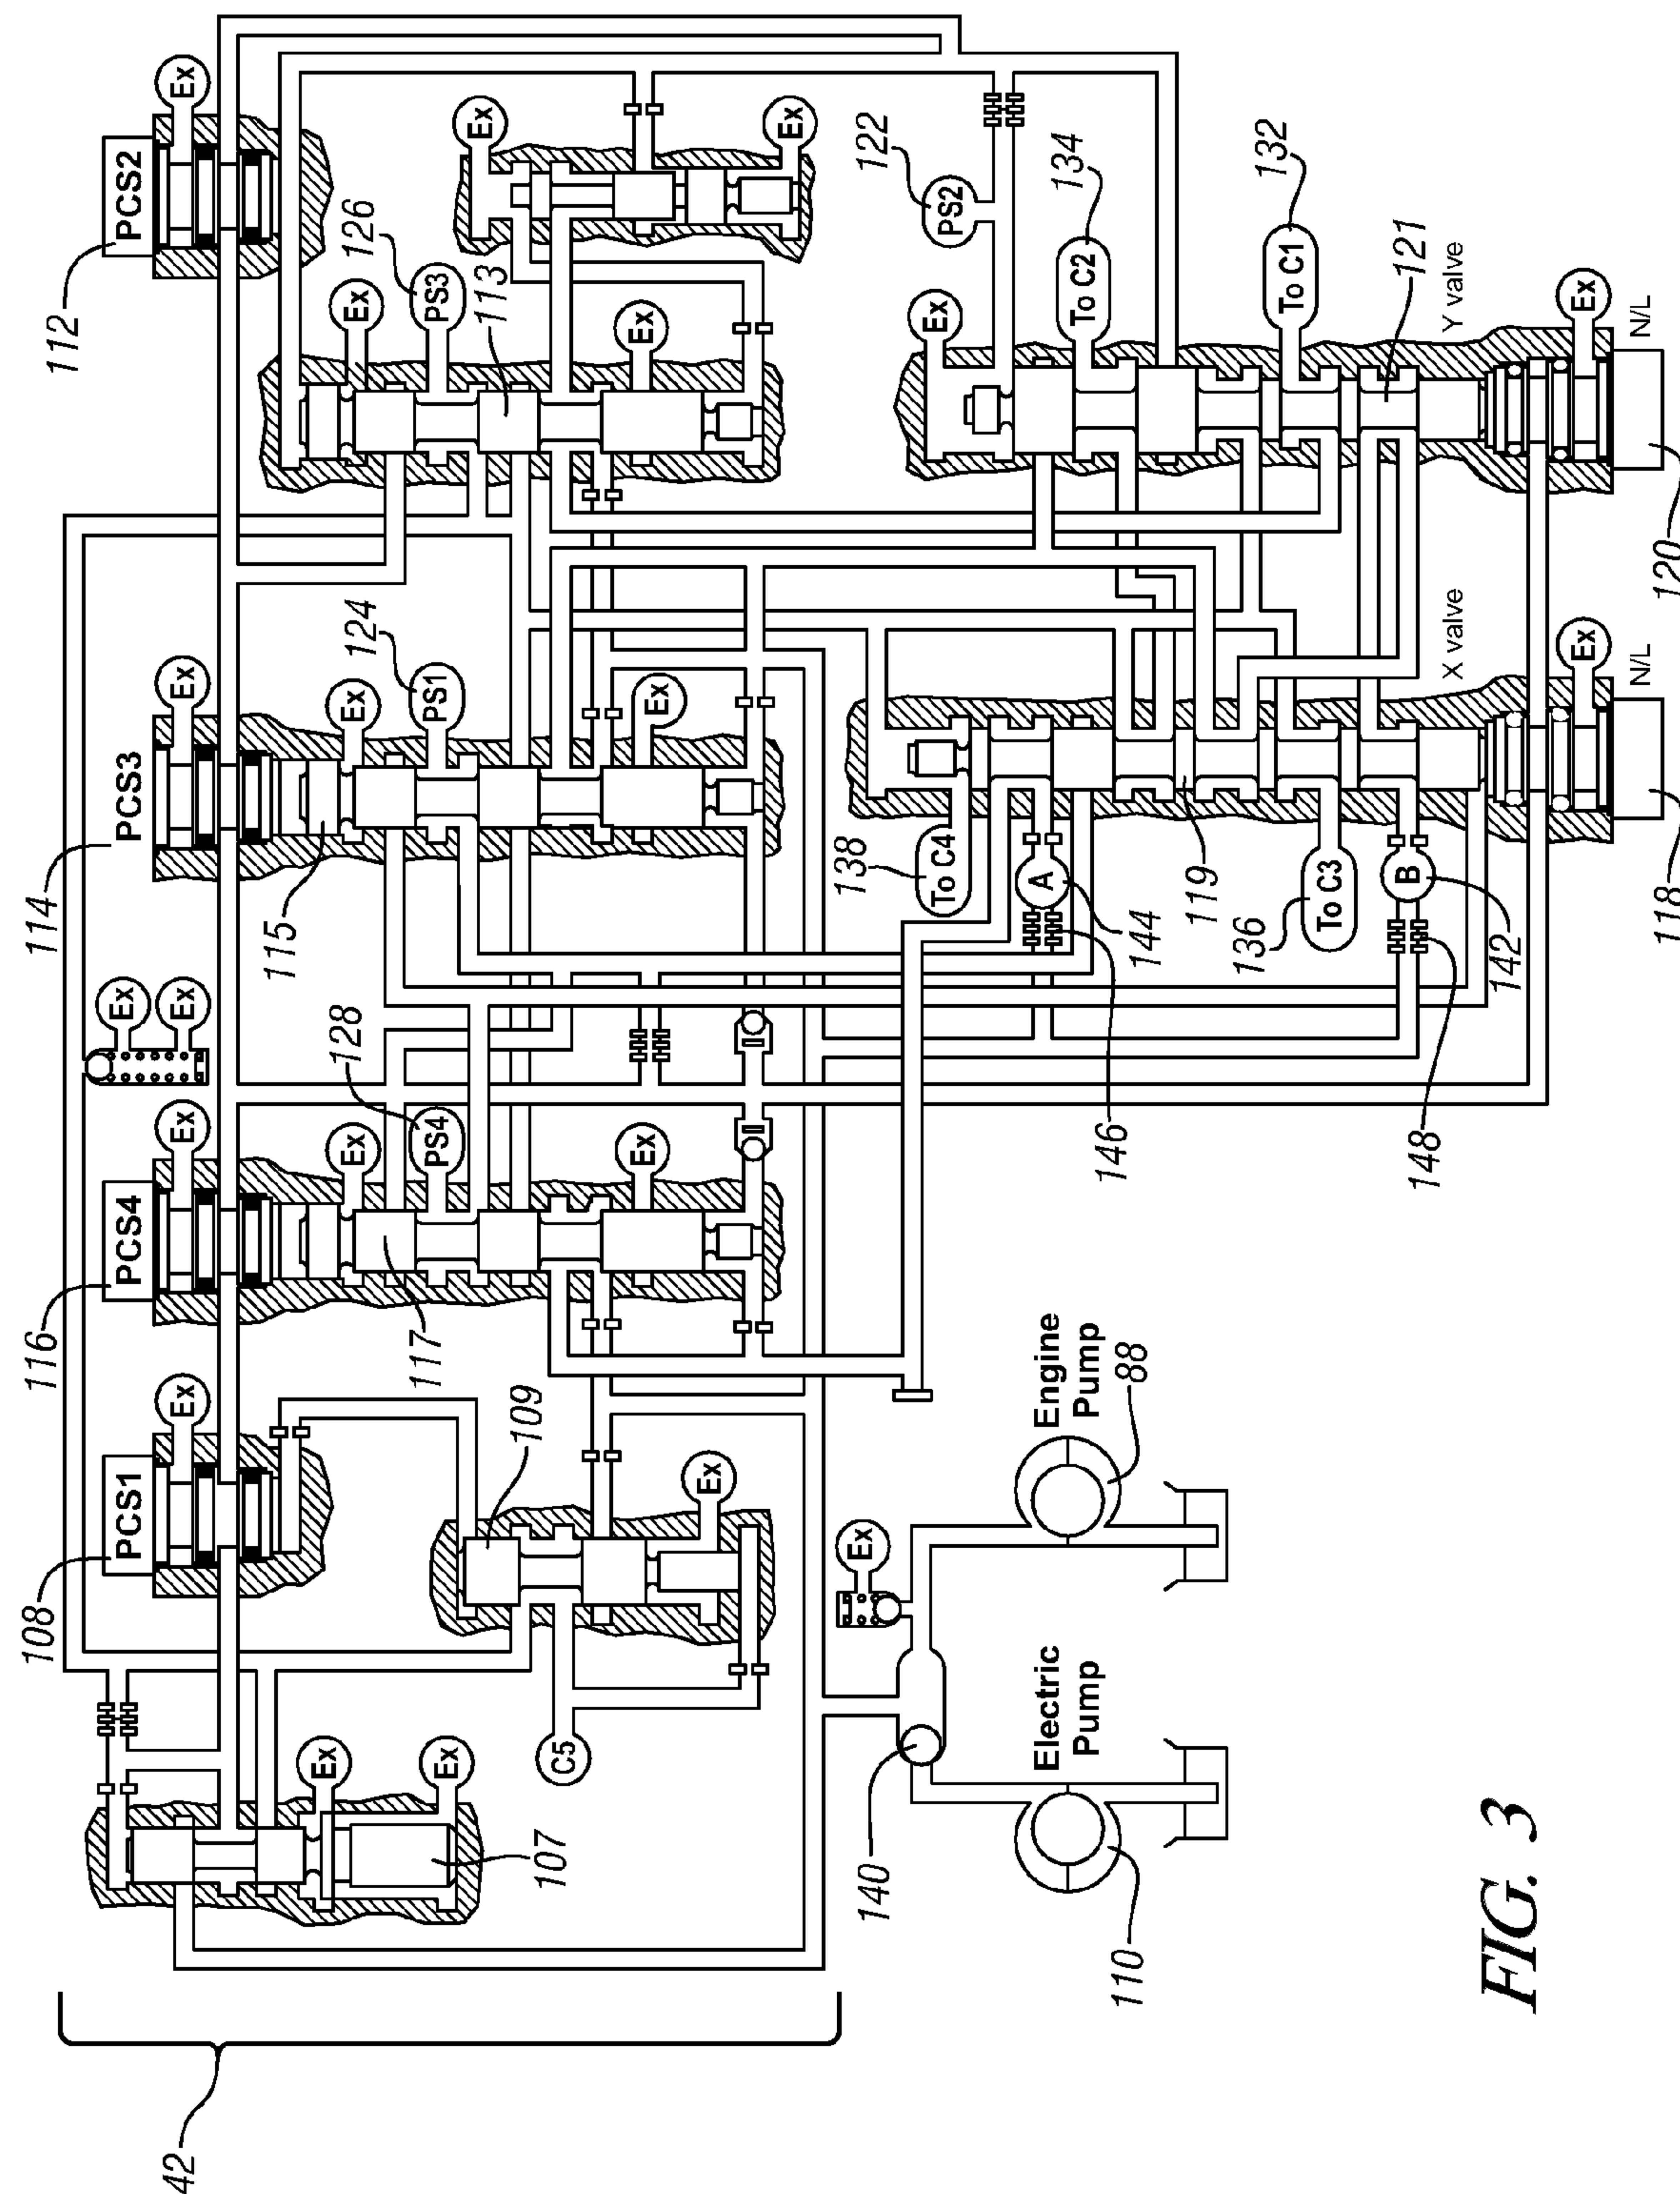 112
PCS2
Ex
126
PS3
Ex
113
Ex
Ex
Ex
122
PS2
Ex
134
To C2
132
To C1
121
Y valve
Ex
N/L
120
114
PCS3
Ex
115
124
PS1
Ex
Ex
138
To C4
A
144
119
136
To C3
B
142
148
146
X valve
Ex
N/L
118
Ex
Ex
116
PCS4
Ex
128
PS4
Ex
Ex
117
108
PCS1
Ex
109
Ex
C5
Ex
Ex
107
Ex
140
Engine
Pump
88
Electric
Pump
110
42
FIG. 3